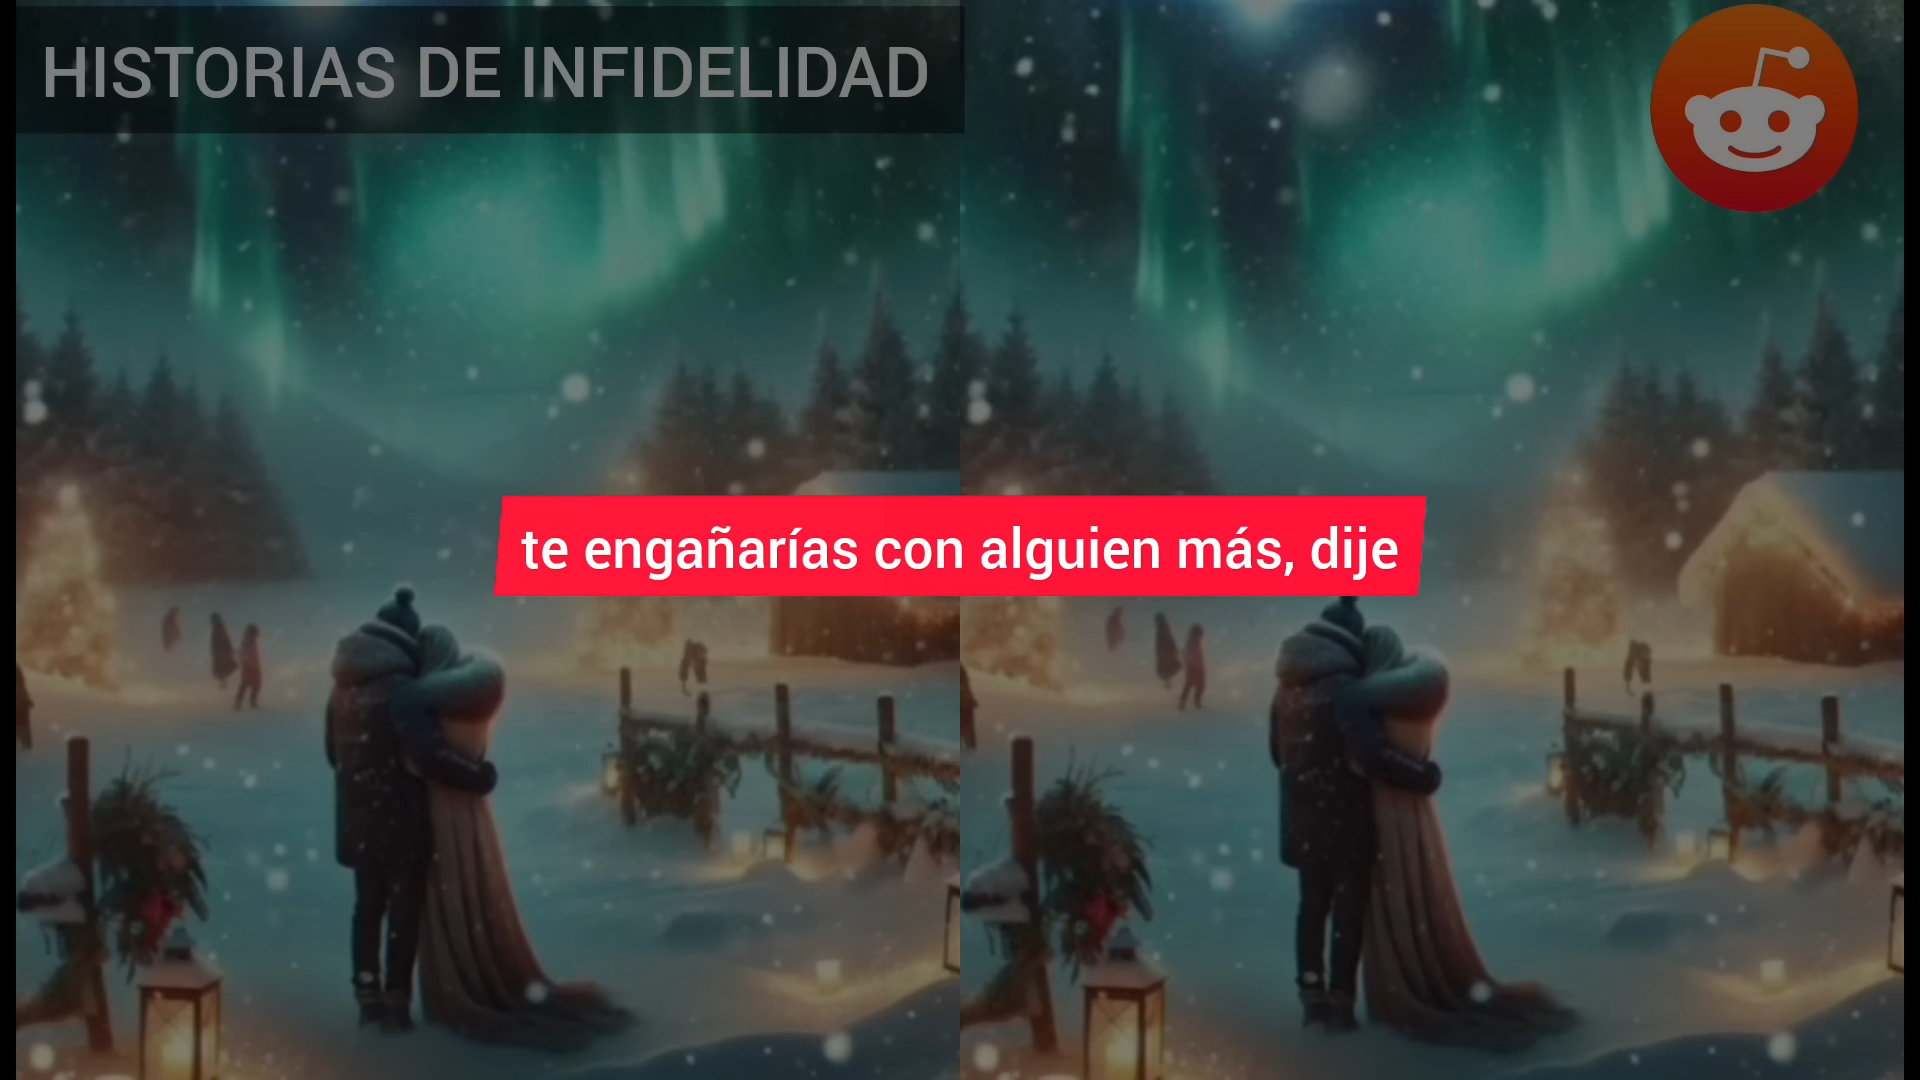 HISTORIAS DE INFIDELIDAD
te engañarías con alguien más, dije